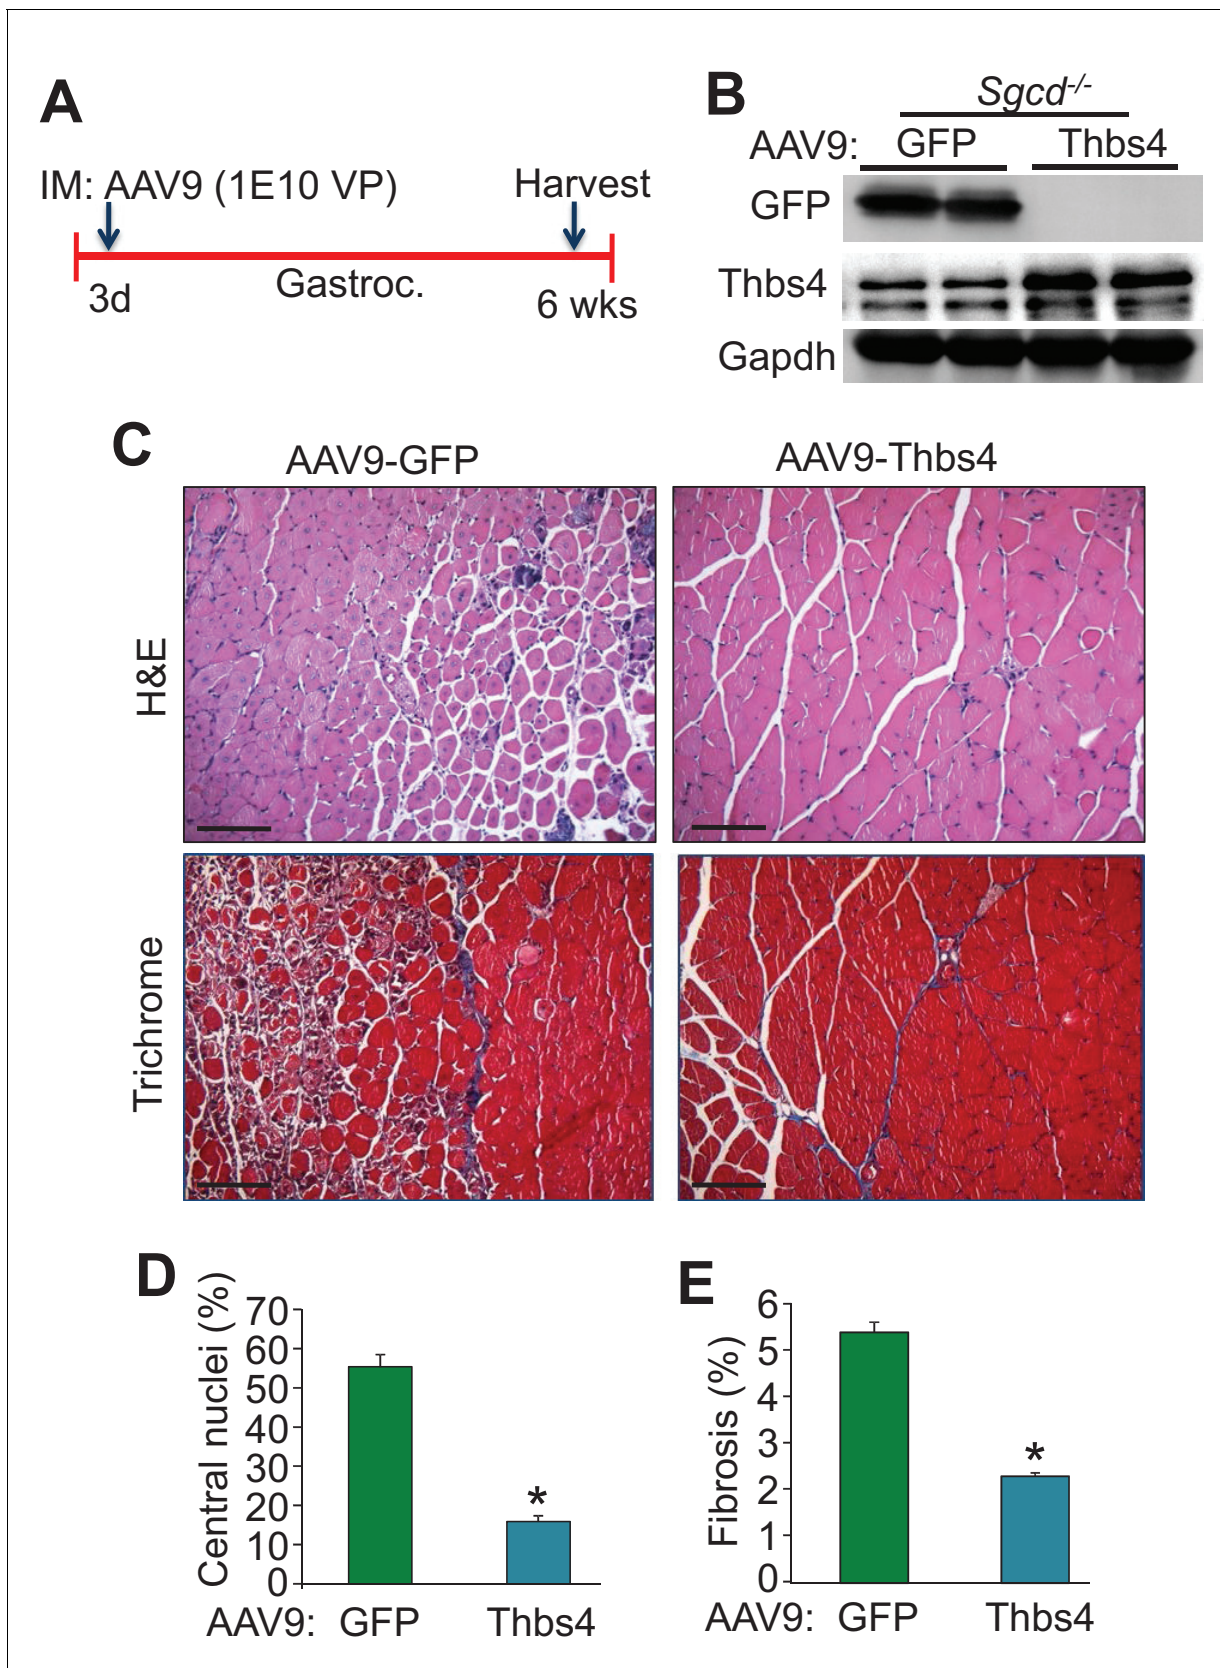 A
IM: AAV9 (1E10 VP)
Harvest
Gastroc.
3d
6 wks
B
Sgcd-/-
AAV9: GFP Thbs4
GFP
Thbs4
Gapdh
C
AAV9-GFP AAV9-Thbs4
H&E
Trichrome
D
Central nuclei (%)
70
60
50
40
30
20
10
0
*
AAV9: GFP Thbs4
E
Fibrosis (%)
6
5
4
3
2
1
0
*
AAV9: GFP Thbs4